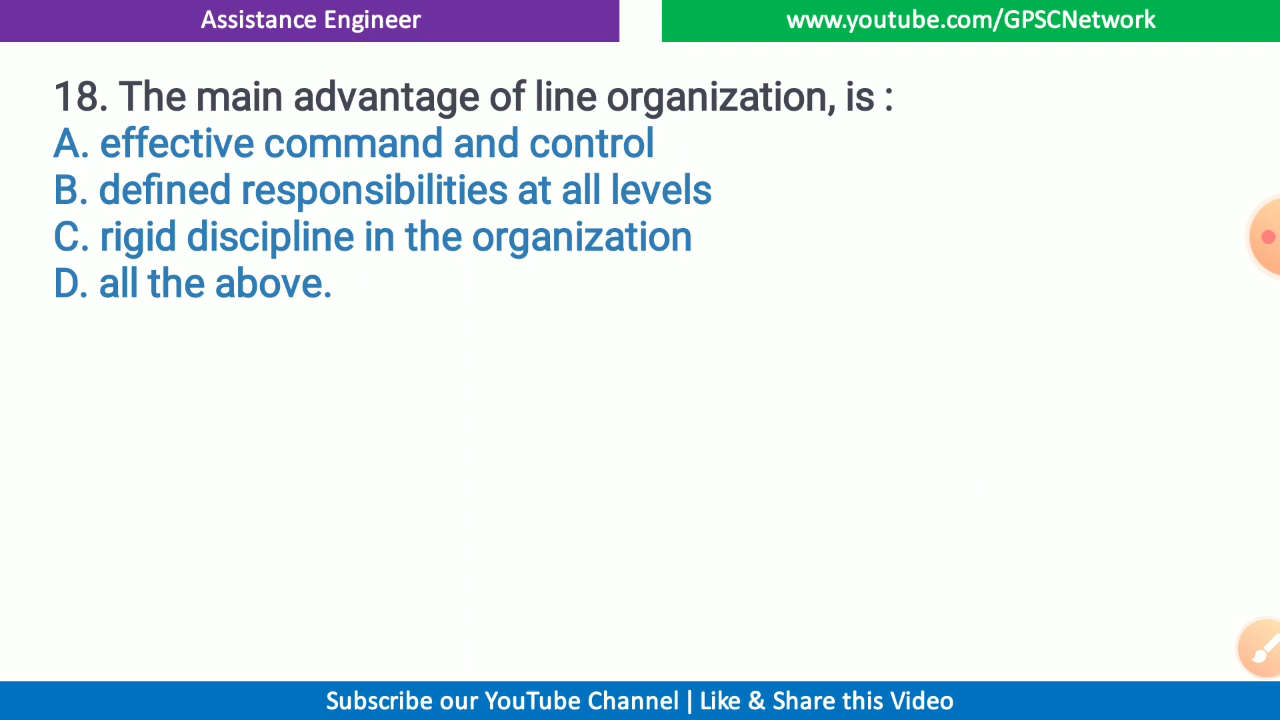 Assistance Engineer
www.youtube.com/GPSCNetwork
18. The main advantage of line organization, is :
A. effective command and control
B. defined responsibilities at all levels
C. rigid discipline in the organization
D. all the above.
Subscribe our YouTube Channel | Like & Share this Video